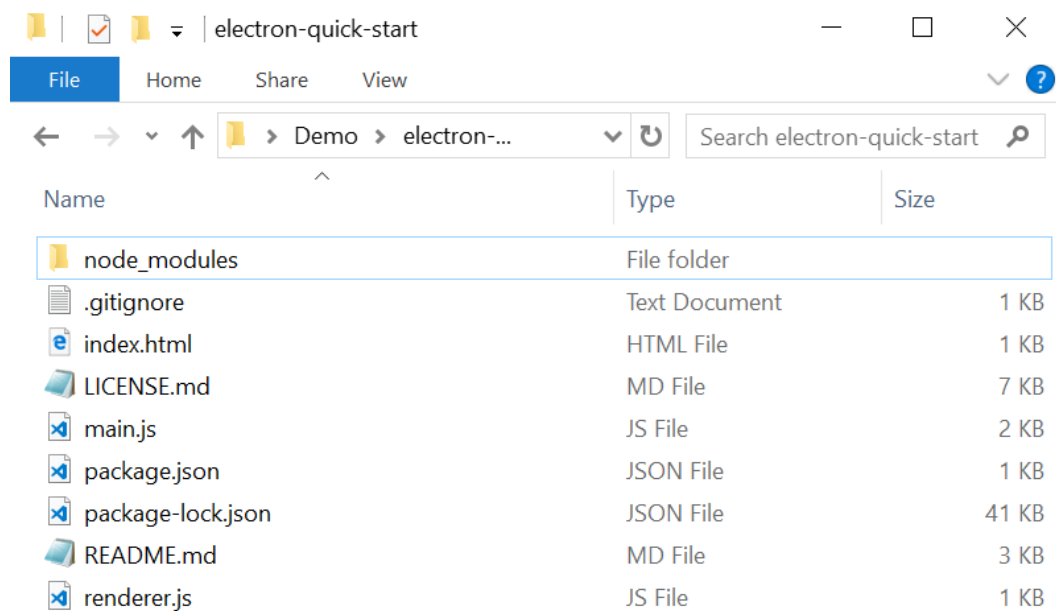 electron-quick-start
File Home Share View ?
Demo electron-... Search electron-quick-start
Name Type Size
node_modules File folder
.gitignore Text Document 1 KB
index.html HTML File 1 KB
LICENSE.md MD File 7 KB
main.js JS File 2 KB
package.json JSON File 1 KB
package-lock.json JSON File 41 KB
README.md MD File 3 KB
renderer.js JS File 1 KB